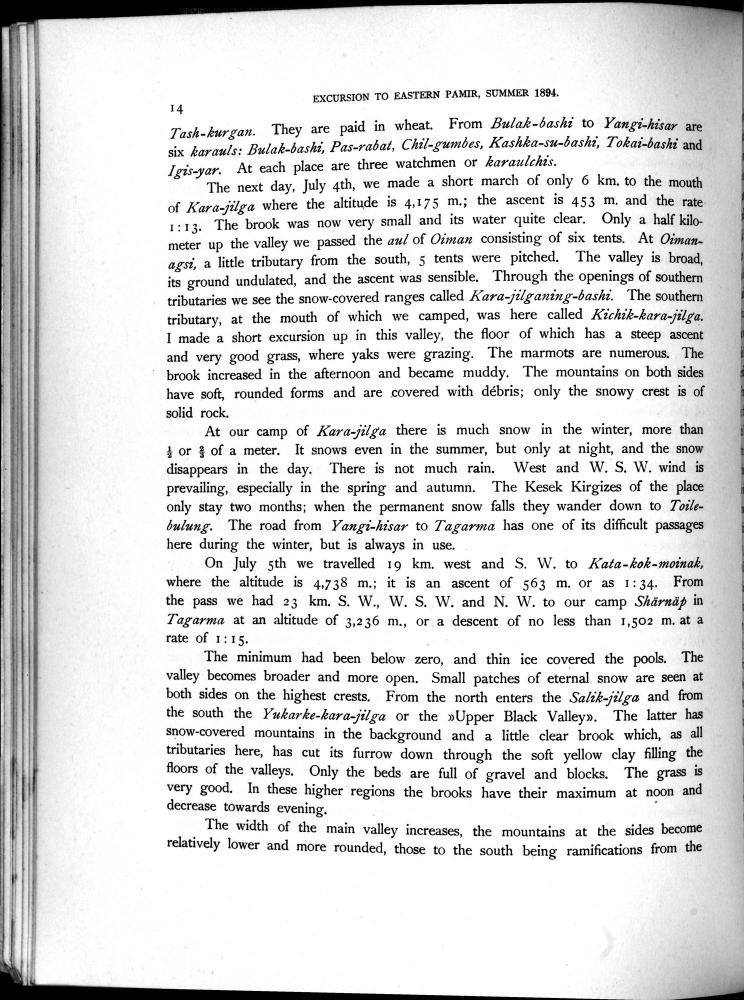 EXCURSION TO EASTERN PAMIR, SUMMER 1894.
14
Tash-kurgan. They are paid in wheat. From Bulak-bashi to Yangi-hisar are
six karauls: Bulak-bashi, Pas-rabat, Chil-gumbes, Kashka-su-bashi, Tokai-bashi and
Igis-yar. At each place are three watchmen or karaulchis.
The next day, July 4th, we made a short march of only 6 km. to the mouth
of Kara-jilga where the altitude is 4,175 m.; the ascent is 453 m. and the rate
1:13. The brook was now very small and its water quite clear. Only a half kilo-
meter up the valley we passed the aul of Oiman consisting of six tents. At Oiman-
agsi, a little tributary from the south, 5 tents were pitched. The valley is broad,
its ground undulated, and the ascent was sensible. Through the openings of southern
tributaries we see the snow-covered ranges called Kara-jilganing-bashi. The southern
tributary, at the mouth of which we camped, was here called Kichik-kara-jilga.
I made a short excursion up in this valley, the floor of which has a steep ascent
and very good grass, where yaks were grazing. The marmots are numerous. The
brook increased in the afternoon and became muddy. The mountains on both sides
have soft, rounded forms and are covered with débris; only the snowy crest is of
solid rock.
At our camp of Kara-jilga there is much snow in the winter, more than
½ or ⅔ of a meter. It snows even in the summer, but only at night, and the snow
disappears in the day. There is not much rain. West and W. S. W. wind is
prevailing, especially in the spring and autumn. The Kesek Kirgizes of the place
only stay two months; when the permanent snow falls they wander down to Toile-
bulung. The road from Yangi-hisar to Tagarma has one of its difficult passages
here during the winter, but is always in use.
On July 5th we travelled 19 km. west and S. W. to Kata-kok-moinak,
where the altitude is 4,738 m.; it is an ascent of 563 m. or as 1:34. From
the pass we had 23 km. S. W., W. S. W. and N. W. to our camp Shärnäp in
Tagarma at an altitude of 3,236 m., or a descent of no less than 1,502 m. at a
rate of 1:15.
The minimum had been below zero, and thin ice covered the pools. The
valley becomes broader and more open. Small patches of eternal snow are seen at
both sides on the highest crests. From the north enters the Salik-jilga and from
the south the Yukarke-kara-jilga or the »Upper Black Valley». The latter has
snow-covered mountains in the background and a little clear brook which, as all
tributaries here, has cut its furrow down through the soft yellow clay filling the
floors of the valleys. Only the beds are full of gravel and blocks. The grass is
very good. In these higher regions the brooks have their maximum at noon and
decrease towards evening.
The width of the main valley increases, the mountains at the sides become
relatively lower and more rounded, those to the south being ramifications from the